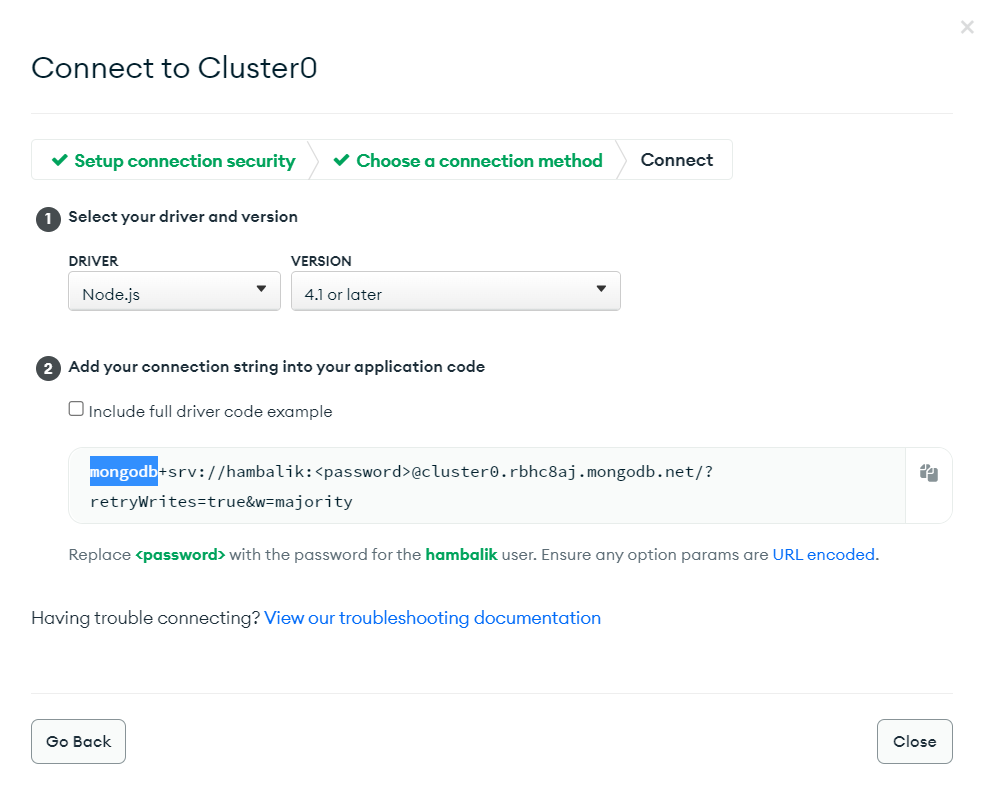 Connect to Cluster0
Setup connection security
Choose a connection method
Connect
1 Select your driver and version
DRIVER
VERSION
Node.js
4.1 or later
2 Add your connection string into your application code
Include full driver code example
mongodb+srv://hambalik:<password>@cluster0.rbhc8aj.mongodb.net/?
retryWrites=true&w=majority
Replace <password> with the password for the hambalik user. Ensure any option params are URL encoded.
Having trouble connecting? View our troubleshooting documentation
Go Back
Close